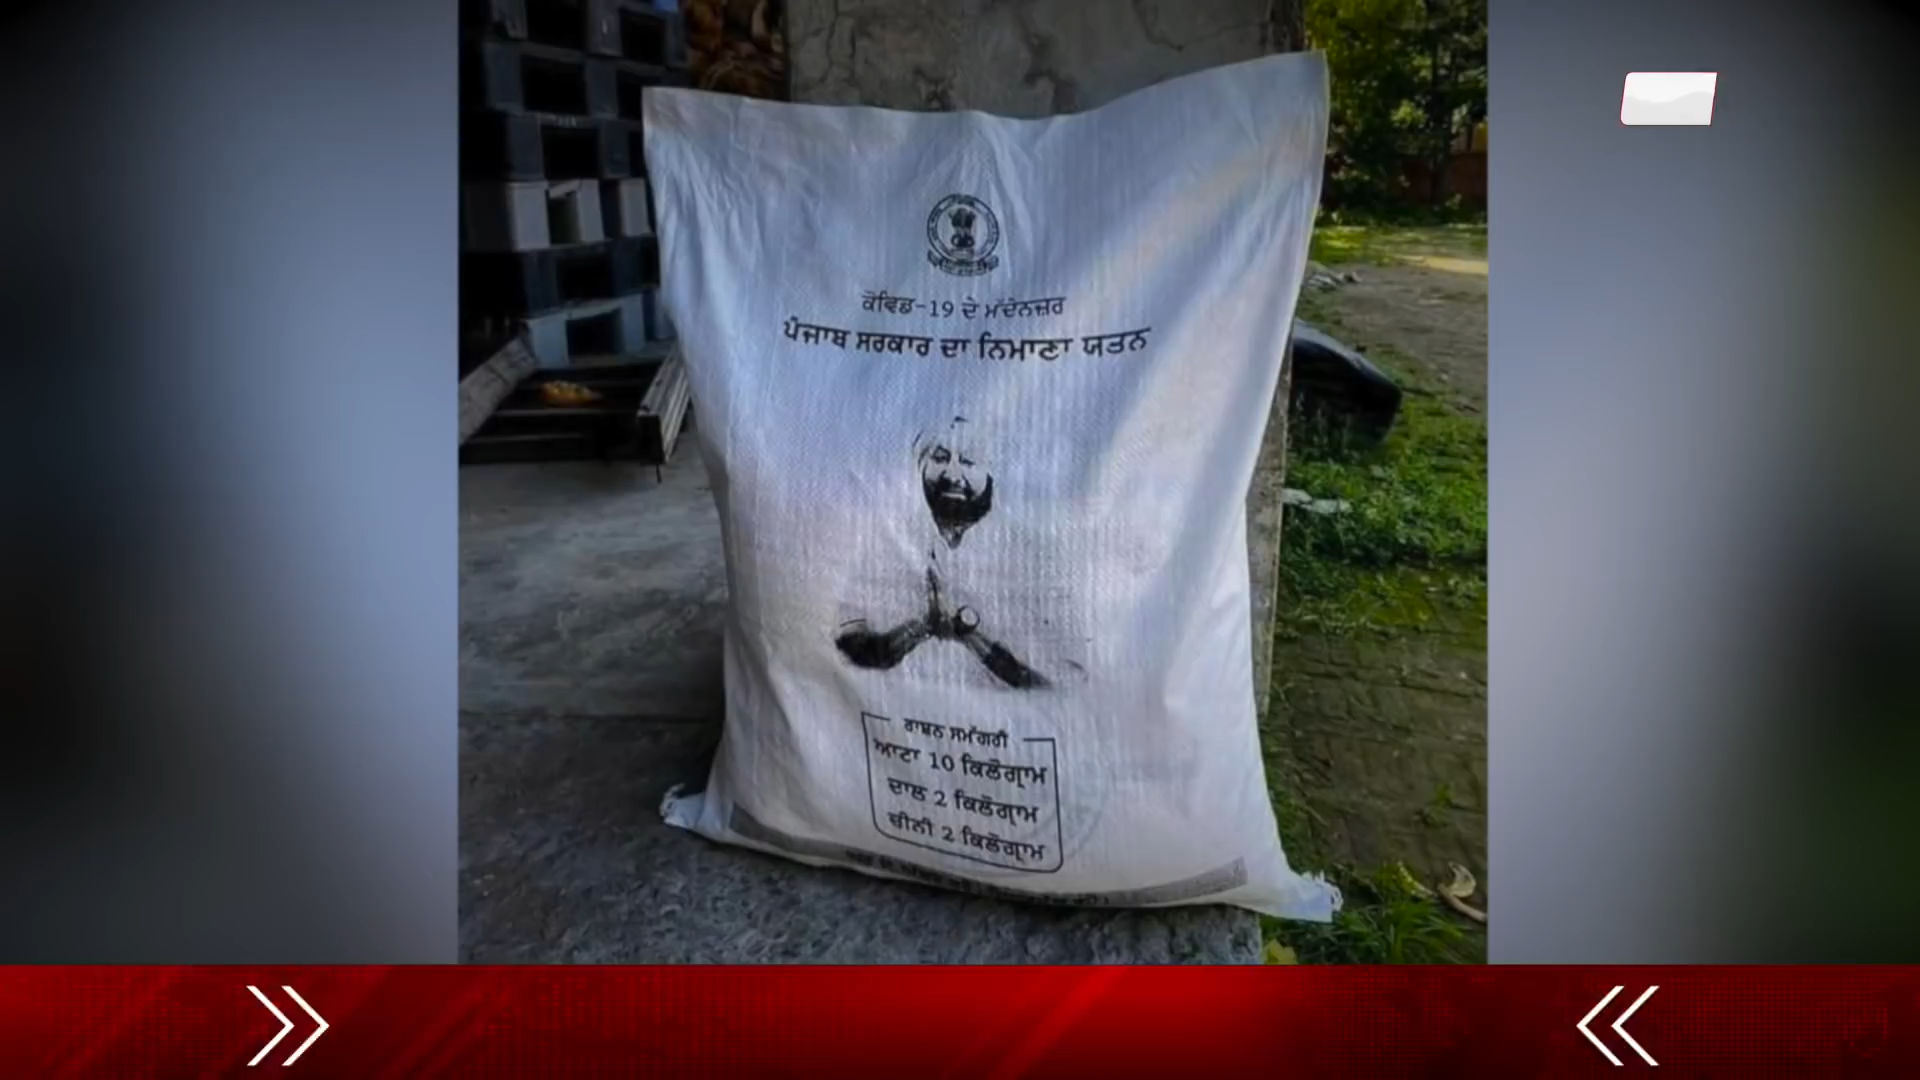 ਕੋਵਿਡ-19 ਦੇ ਮੱਦੇਨਜ਼ਰ
ਪੰਜਾਬ ਸਰਕਾਰ ਦਾ ਨਿਮਾਣਾ ਯਤਨ
ਰਾਸ਼ਨ ਸਮੱਗਰੀ
ਆਟਾ 10 ਕਿਲੋਗ੍ਰਾਮ
ਦਾਲ 2 ਕਿਲੋਗ੍ਰਾਮ
ਚੀਨੀ 2 ਕਿਲੋਗ੍ਰਾਮ